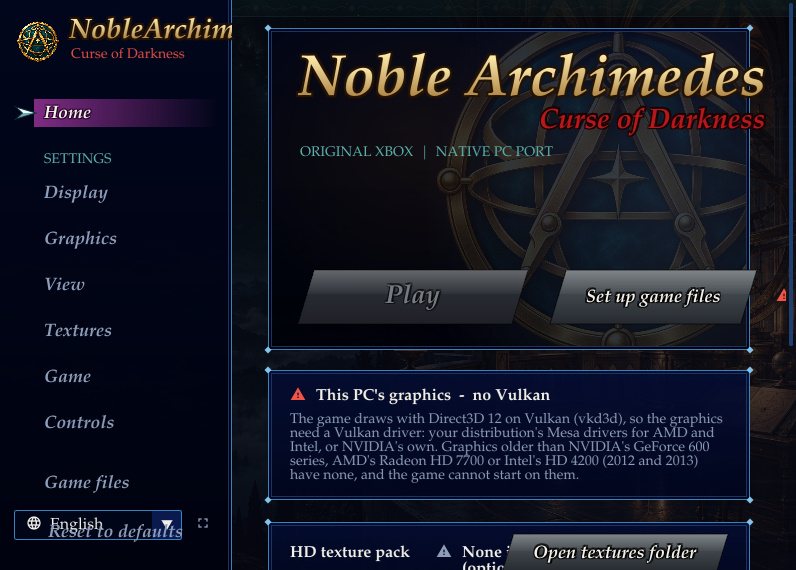 NobleArchim
Curse of Darkness
Home
SETTINGS
Display
Graphics
View
Textures
Game
Controls
Game files
English
Reset to defaults
Noble Archimedes
Curse of Darkness
ORIGINAL XBOX | NATIVE PC PORT
Play
Set up game files
This PC's graphics - no Vulkan
The game draws with Direct3D 12 on Vulkan (vkd3d), so the graphics
need a Vulkan driver: your distribution's Mesa drivers for AMD and
Intel, or NVIDIA's own. Graphics older than NVIDIA's GeForce 600
series, AMD's Radeon HD 7700 or Intel's HD 4200 (2012 and 2013)
have none, and the game cannot start on them.
HD texture pack
None
Open textures folder